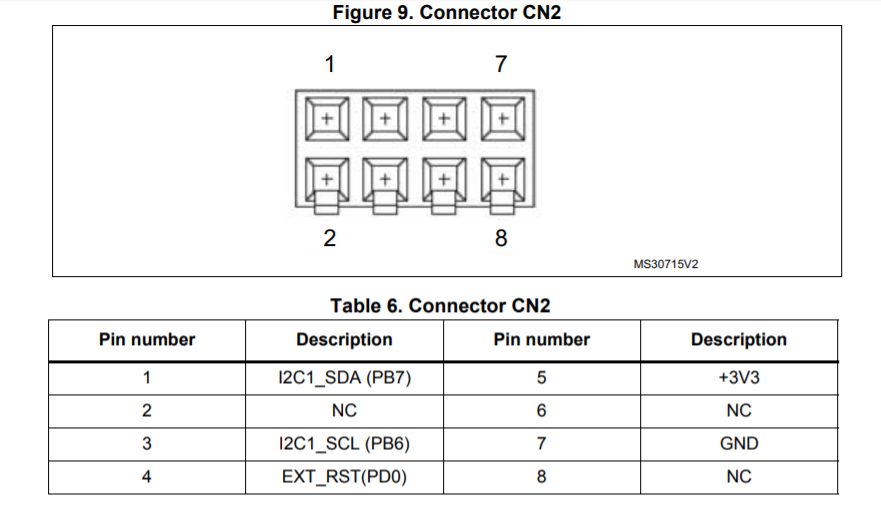 Figure 9. Connector CN2
1 7
2 8
MS30715V2
Table 6. Connector CN2
Pin number Description Pin number Description
1 I2C1_SDA (PB7) 5 +3V3
2 NC 6 NC
3 I2C1_SCL (PB6) 7 GND
4 EXT_RST(PD0) 8 NC